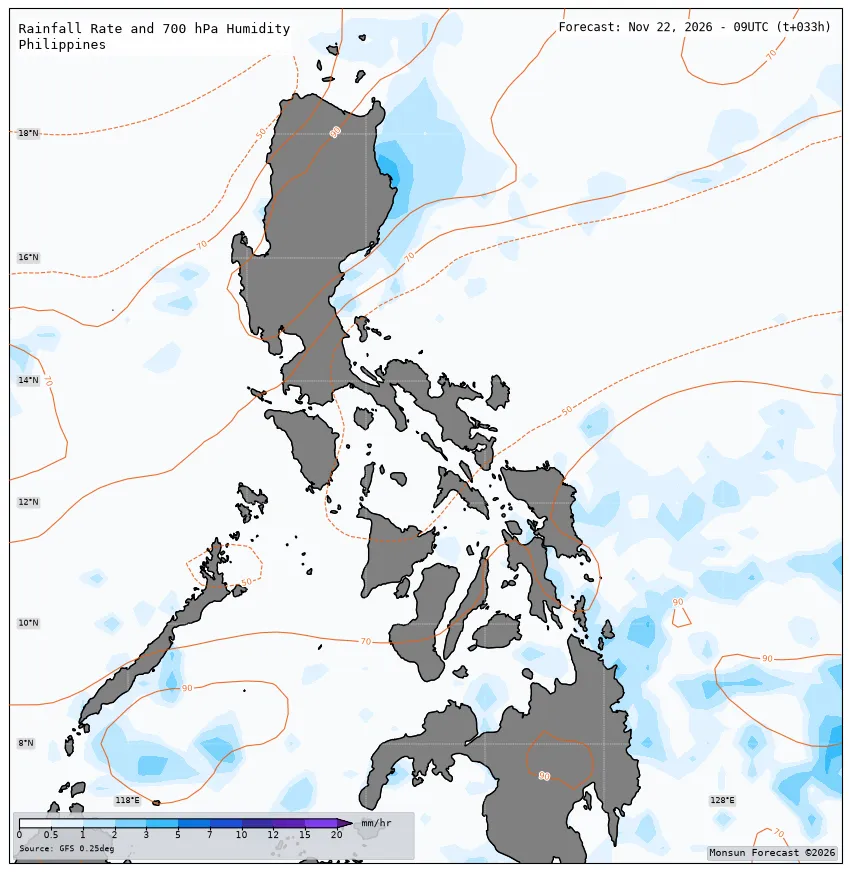 Rainfall Rate and 700 hPa Humidity
Philippines
Forecast: Nov 22, 2026 - 09UTC (t+033h)
70
50
90
18°N
70
70
16°N
70
14°N
50
12°N
50
90
10°N
70
90
90
8°N
90
118°E
128°E
70
mm/hr
0 0.5 1 2 3 5 7 10 12 15 20
Source: GFS 0.25deg
Monsun Forecast ©2026